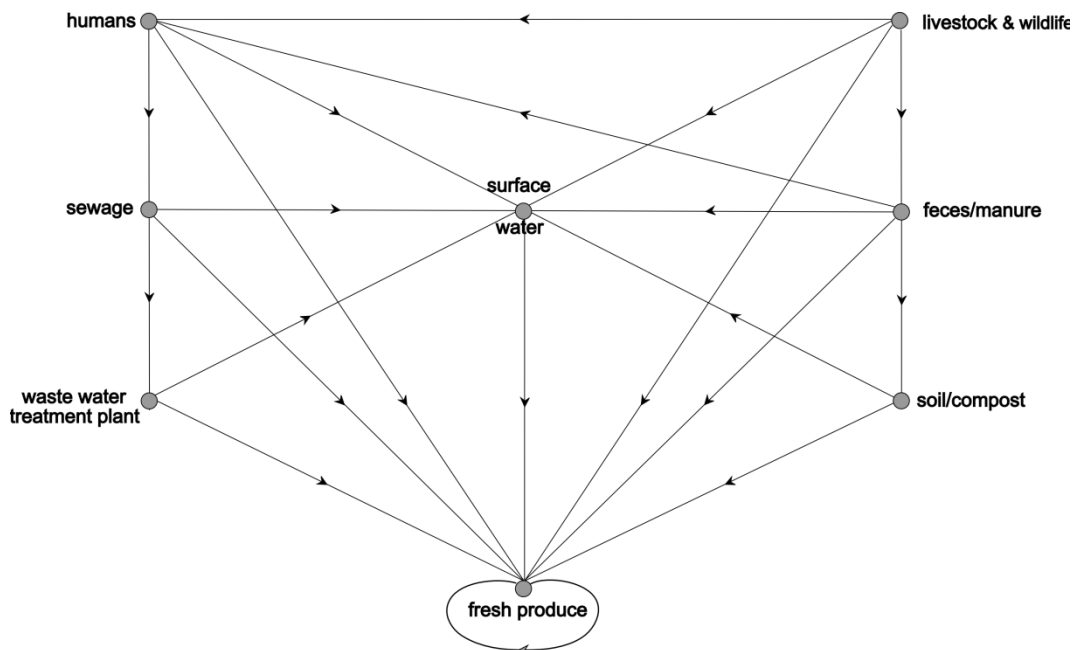 humans
livestock & wildlife
surface
sewage
water
feces/manure
waste water
treatment plant
soil/compost
fresh produce